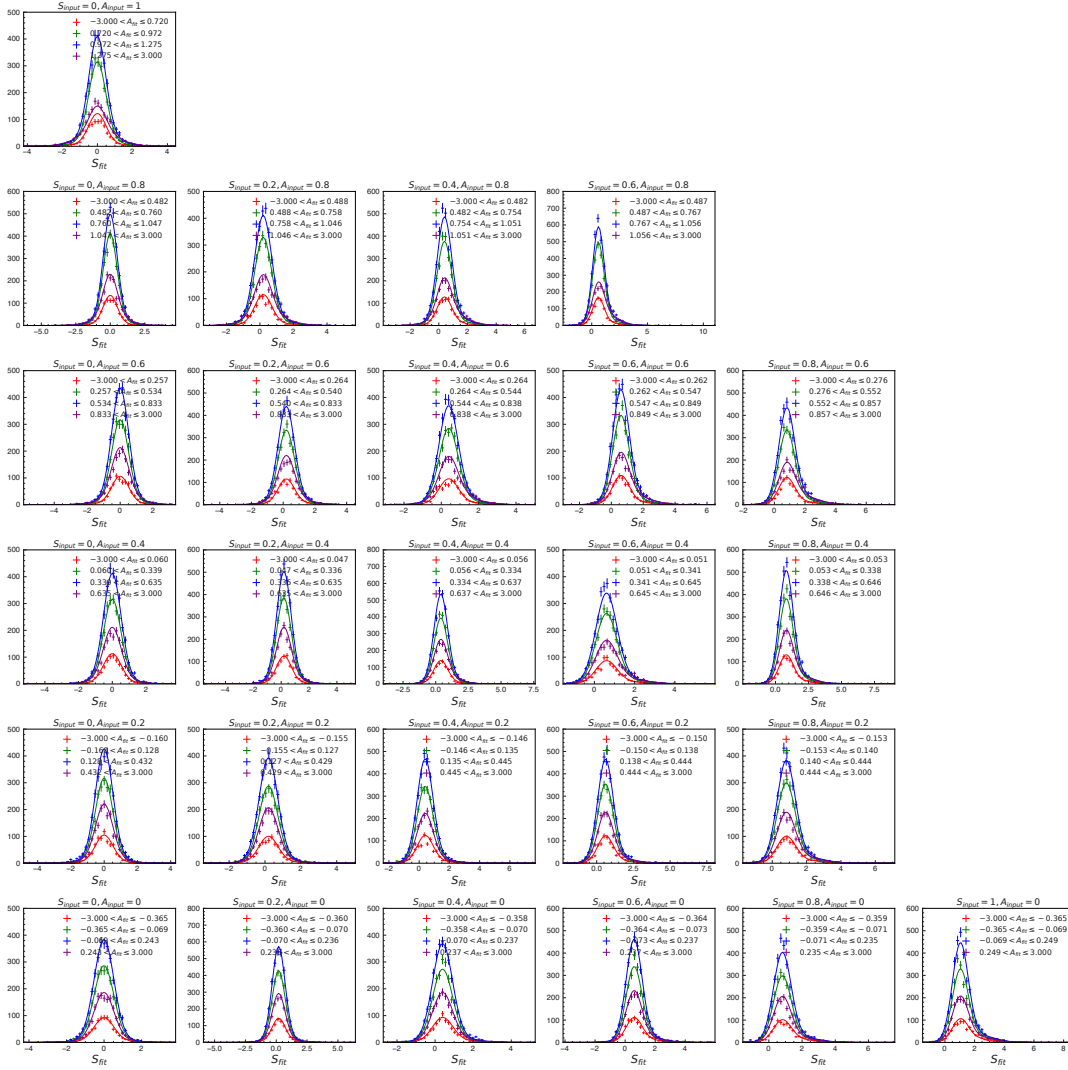 S_input = 0, A_input = 1
−3.000 < A_fit ≤ 0.720
0.720 < A_fit ≤ 0.972
0.972 < A_fit ≤ 1.275
1.275 < A_fit ≤ 3.000
S_fit
S_input = 0, A_input = 0.8
−3.000 < A_fit ≤ 0.482
0.482 < A_fit ≤ 0.760
0.760 < A_fit ≤ 1.047
1.047 < A_fit ≤ 3.000
S_fit
S_input = 0.2, A_input = 0.8
−3.000 < A_fit ≤ 0.488
0.488 < A_fit ≤ 0.758
0.758 < A_fit ≤ 1.046
1.046 < A_fit ≤ 3.000
S_fit
S_input = 0.4, A_input = 0.8
−3.000 < A_fit ≤ 0.482
0.482 < A_fit ≤ 0.754
0.754 < A_fit ≤ 1.051
1.051 < A_fit ≤ 3.000
S_fit
S_input = 0.6, A_input = 0.8
−3.000 < A_fit ≤ 0.487
0.487 < A_fit ≤ 0.767
0.767 < A_fit ≤ 1.056
1.056 < A_fit ≤ 3.000
S_fit
S_input = 0, A_input = 0.6
−3.000 < A_fit ≤ 0.257
0.257 < A_fit ≤ 0.534
0.534 < A_fit ≤ 0.833
0.833 < A_fit ≤ 3.000
S_fit
S_input = 0.2, A_input = 0.6
−3.000 < A_fit ≤ 0.264
0.264 < A_fit ≤ 0.540
0.540 < A_fit ≤ 0.833
0.833 < A_fit ≤ 3.000
S_fit
S_input = 0.4, A_input = 0.6
−3.000 < A_fit ≤ 0.264
0.264 < A_fit ≤ 0.544
0.544 < A_fit ≤ 0.838
0.838 < A_fit ≤ 3.000
S_fit
S_input = 0.6, A_input = 0.6
−3.000 < A_fit ≤ 0.262
0.262 < A_fit ≤ 0.547
0.547 < A_fit ≤ 0.849
0.849 < A_fit ≤ 3.000
S_fit
S_input = 0.8, A_input = 0.6
−3.000 < A_fit ≤ 0.276
0.276 < A_fit ≤ 0.552
0.552 < A_fit ≤ 0.857
0.857 < A_fit ≤ 3.000
S_fit
S_input = 0, A_input = 0.4
−3.000 < A_fit ≤ 0.060
0.060 < A_fit ≤ 0.339
0.339 < A_fit ≤ 0.635
0.635 < A_fit ≤ 3.000
S_fit
S_input = 0.2, A_input = 0.4
−3.000 < A_fit ≤ 0.047
0.047 < A_fit ≤ 0.336
0.336 < A_fit ≤ 0.635
0.635 < A_fit ≤ 3.000
S_fit
S_input = 0.4, A_input = 0.4
−3.000 < A_fit ≤ 0.056
0.056 < A_fit ≤ 0.334
0.334 < A_fit ≤ 0.637
0.637 < A_fit ≤ 3.000
S_fit
S_input = 0.6, A_input = 0.4
−3.000 < A_fit ≤ 0.051
0.051 < A_fit ≤ 0.341
0.341 < A_fit ≤ 0.645
0.645 < A_fit ≤ 3.000
S_fit
S_input = 0.8, A_input = 0.4
−3.000 < A_fit ≤ 0.053
0.053 < A_fit ≤ 0.338
0.338 < A_fit ≤ 0.646
0.646 < A_fit ≤ 3.000
S_fit
S_input = 0, A_input = 0.2
−3.000 < A_fit ≤ −0.160
−0.160 < A_fit ≤ 0.128
0.128 < A_fit ≤ 0.432
0.432 < A_fit ≤ 3.000
S_fit
S_input = 0.2, A_input = 0.2
−3.000 < A_fit ≤ −0.155
−0.155 < A_fit ≤ 0.127
0.127 < A_fit ≤ 0.429
0.429 < A_fit ≤ 3.000
S_fit
S_input = 0.4, A_input = 0.2
−3.000 < A_fit ≤ −0.146
−0.146 < A_fit ≤ 0.135
0.135 < A_fit ≤ 0.445
0.445 < A_fit ≤ 3.000
S_fit
S_input = 0.6, A_input = 0.2
−3.000 < A_fit ≤ −0.150
−0.150 < A_fit ≤ 0.138
0.138 < A_fit ≤ 0.444
0.444 < A_fit ≤ 3.000
S_fit
S_input = 0.8, A_input = 0.2
−3.000 < A_fit ≤ −0.153
−0.153 < A_fit ≤ 0.140
0.140 < A_fit ≤ 0.444
0.444 < A_fit ≤ 3.000
S_fit
S_input = 0, A_input = 0
−3.000 < A_fit ≤ −0.365
−0.365 < A_fit ≤ −0.069
−0.069 < A_fit ≤ 0.243
0.243 < A_fit ≤ 3.000
S_fit
S_input = 0.2, A_input = 0
−3.000 < A_fit ≤ −0.360
−0.360 < A_fit ≤ −0.070
−0.070 < A_fit ≤ 0.236
0.236 < A_fit ≤ 3.000
S_fit
S_input = 0.4, A_input = 0
−3.000 < A_fit ≤ −0.358
−0.358 < A_fit ≤ −0.070
−0.070 < A_fit ≤ 0.237
0.237 < A_fit ≤ 3.000
S_fit
S_input = 0.6, A_input = 0
−3.000 < A_fit ≤ −0.364
−0.364 < A_fit ≤ −0.073
−0.073 < A_fit ≤ 0.237
0.237 < A_fit ≤ 3.000
S_fit
S_input = 0.8, A_input = 0
−3.000 < A_fit ≤ −0.359
−0.359 < A_fit ≤ −0.071
−0.071 < A_fit ≤ 0.235
0.235 < A_fit ≤ 3.000
S_fit
S_input = 1, A_input = 0
−3.000 < A_fit ≤ −0.365
−0.365 < A_fit ≤ −0.069
−0.069 < A_fit ≤ 0.249
0.249 < A_fit ≤ 3.000
S_fit